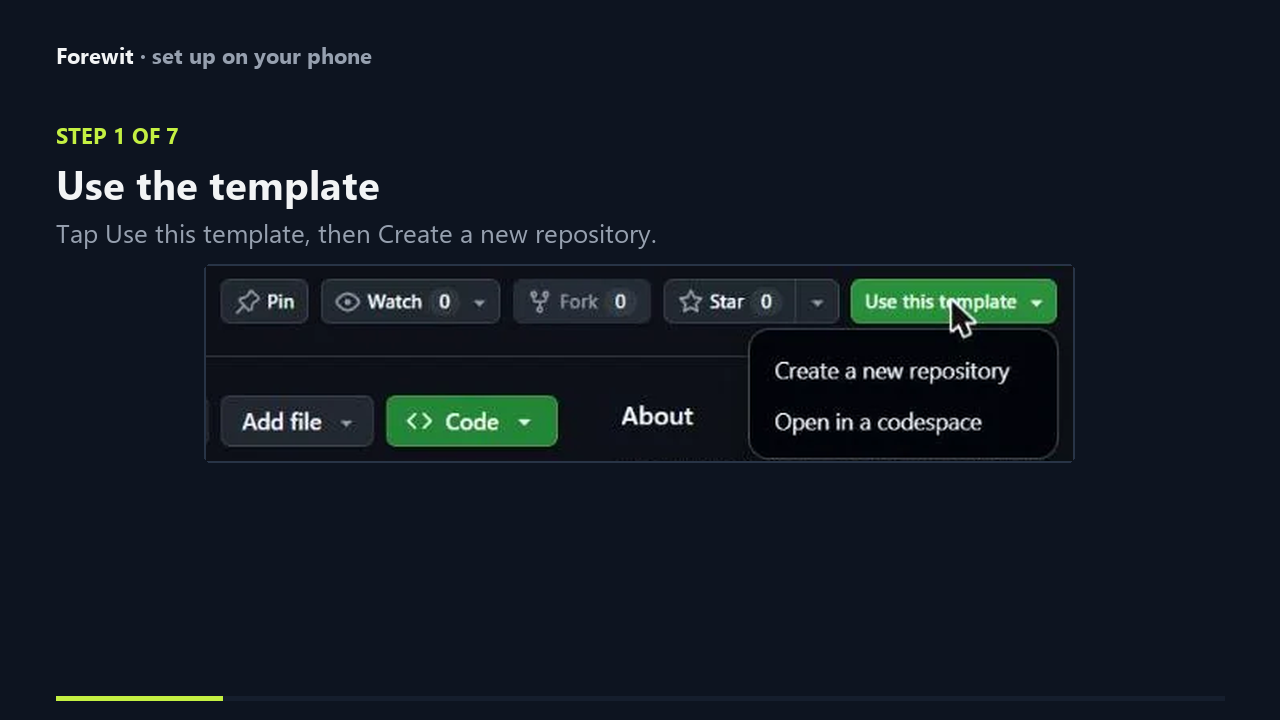 Forewit · set up on your phone
STEP 1 OF 7
Use the template
Tap Use this template, then Create a new repository.
Pin
Watch 0
Fork 0
Star 0
Use this template
Create a new repository
Open in a codespace
Add file
Code
About